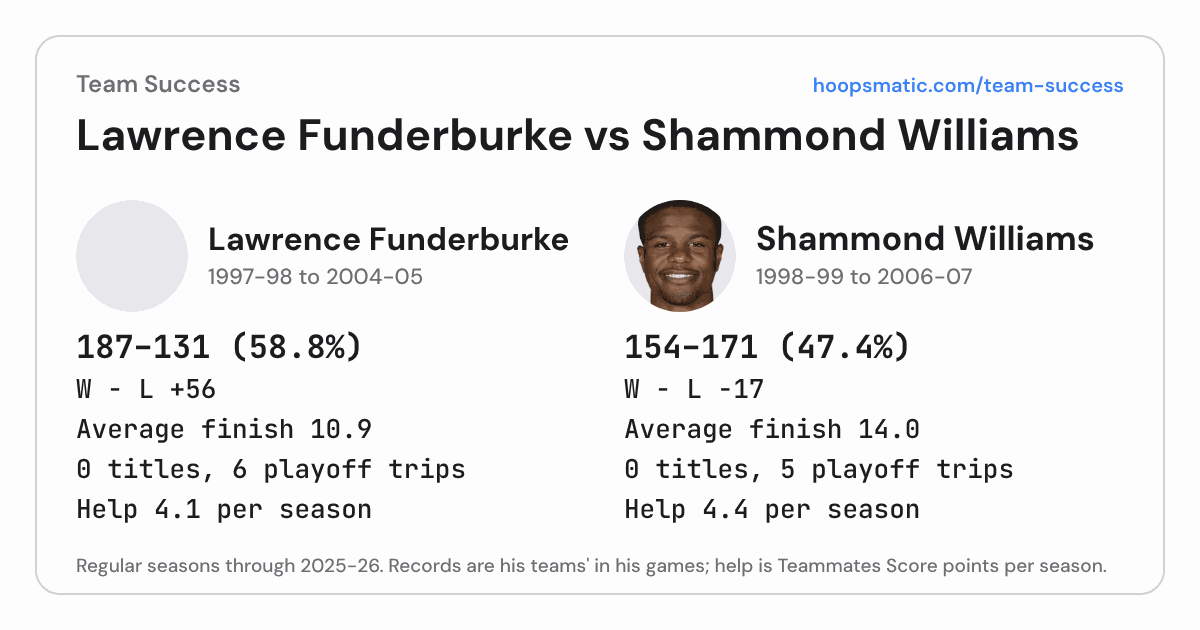 Team Success
hoopsmatic.com/team-success
Lawrence Funderburke vs Shammond Williams
Lawrence Funderburke
1997-98 to 2004-05
187-131 (58.8%)
W - L +56
Average finish 10.9
0 titles, 6 playoff trips
Help 4.1 per season
Shammond Williams
1998-99 to 2006-07
154-171 (47.4%)
W - L -17
Average finish 14.0
0 titles, 5 playoff trips
Help 4.4 per season
Regular seasons through 2025-26. Records are his teams' in his games; help is Teammates Score points per season.